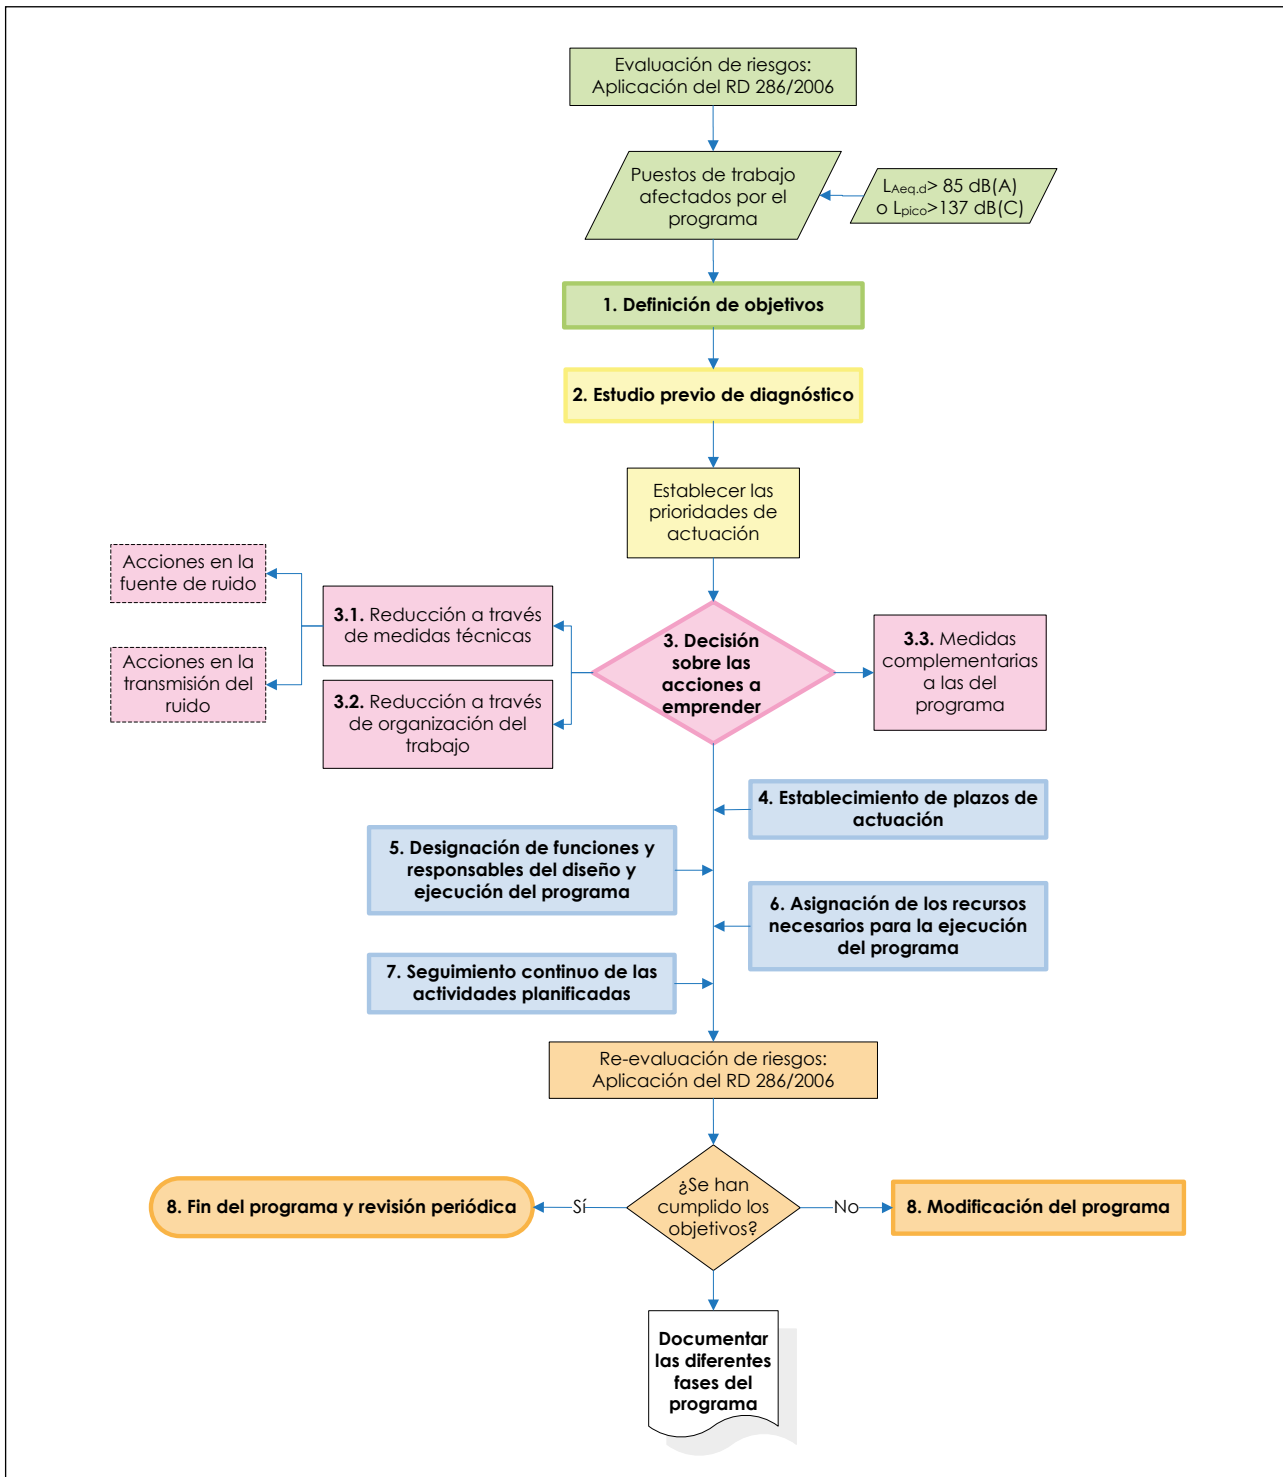 Evaluación de riesgos:
Aplicación del RD 286/2006
Puestos de trabajo
afectados por el
programa
LAeq.d> 85 dB(A)
o Lpico>137 dB(C)
1. Definición de objetivos
2. Estudio previo de diagnóstico
Establecer las
prioridades de
actuación
Acciones en la
fuente de ruido
Acciones en la
transmisión del
ruido
3.1. Reducción a través
de medidas técnicas
3.2. Reducción a través
de organización del
trabajo
3. Decisión
sobre las
acciones a
emprender
3.3. Medidas
complementarias
a las del
programa
4. Establecimiento de plazos de
actuación
5. Designación de funciones y
responsables del diseño y
ejecución del programa
6. Asignación de los recursos
necesarios para la ejecución
del programa
7. Seguimiento continuo de las
actividades planificadas
Re-evaluación de riesgos:
Aplicación del RD 286/2006
¿Se han
cumplido los
objetivos?
Sí
8. Fin del programa y revisión periódica
No
8. Modificación del programa
Documentar
las diferentes
fases del
programa